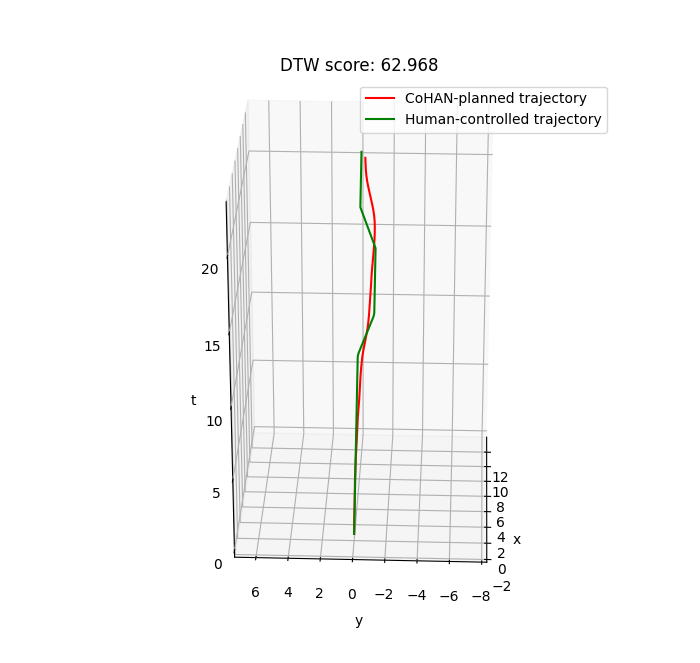 DTW score: 62.968
CoHAN-planned trajectory
Human-controlled trajectory
20
15
t
10
5
0
12
10
8
6
x
4
2
0
−2
6 4 2 0 −2 −4 −6 −8
y